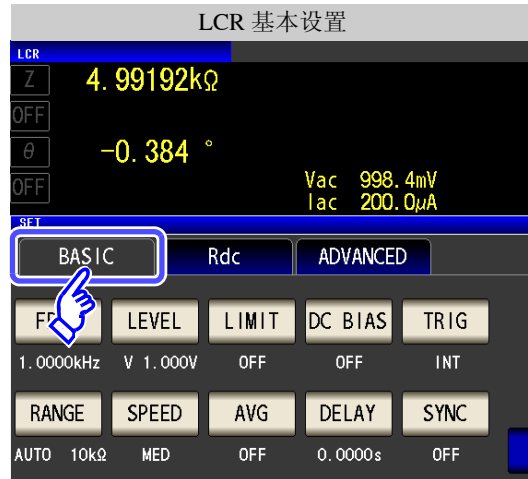 LCR 基本设置
LCR
Z 4.99192kΩ
OFF
θ -0.384 °
OFF
Vac 998.4mV
Iac 200.0μA
SET
BASIC Rdc ADVANCED
LEVEL LIMIT DC BIAS TRIG
1.0000kHz V 1.000V OFF OFF INT
RANGE SPEED AVG DELAY SYNC
AUTO 10kΩ MED OFF 0.0000s OFF